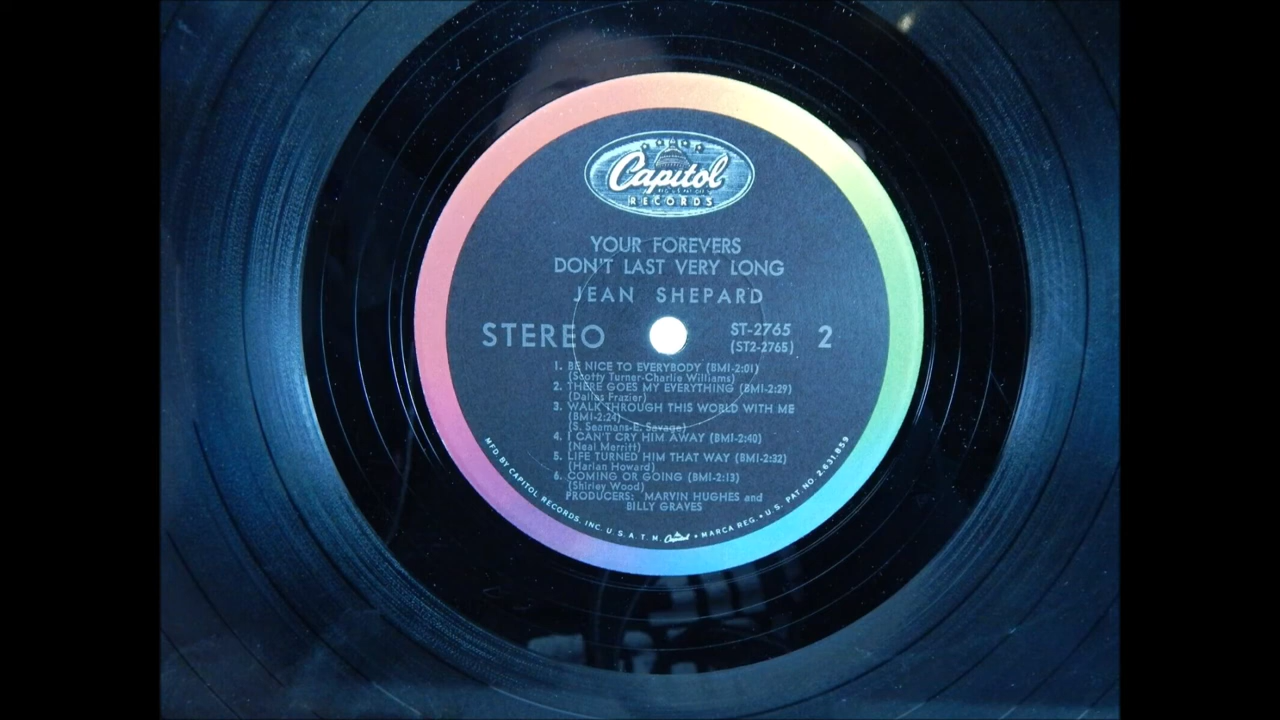 Capitol
RECORDS
YOUR FOREVERS
DON'T LAST VERY LONG
JEAN SHEPARD
STEREO
ST-2765
(ST2-2765)
2
1. BE NICE TO EVERYBODY (BMI-2:01)
(Scotty Turner-Charlie Williams)
2. THERE GOES MY EVERYTHING (BMI-2:29)
(Dallas Frazier)
3. WALK THROUGH THIS WORLD WITH ME
(BMI-2:24)
(S. Seamans-E. Savage)
4. I CAN'T CRY HIM AWAY (BMI-2:40)
(Neal Merritt)
5. LIFE TURNED HIM THAT WAY (BMI-2:32)
(Harlan Howard)
6. COMING OR GOING (BMI-2:13)
(Shirley Wood)
PRODUCERS: MARVIN HUGHES and
BILLY GRAVES
MFD. BY CAPITOL RECORDS, INC. U. S. A. T. M. Capitol • MARCA REG. • U. S. PAT. NO. 2,631,859